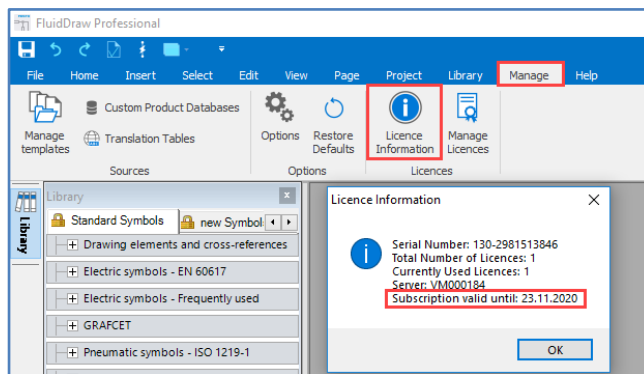 FluidDraw Professional
File Home Insert Select Edit View Page Project Library Manage Help
Manage templates
Custom Product Databases
Translation Tables
Sources
Options
Restore Defaults
Options
Licence Information
Manage Licences
Licences
Library
Library
Standard Symbols
new Symbol
Drawing elements and cross-references
Electric symbols - EN 60617
Electric symbols - Frequently used
GRAFCET
Pneumatic symbols - ISO 1219-1
Licence Information
Serial Number: 130-2981513846
Total Number of Licences: 1
Currently Used Licences: 1
Server: VM000184
Subscription valid until: 23.11.2020
OK